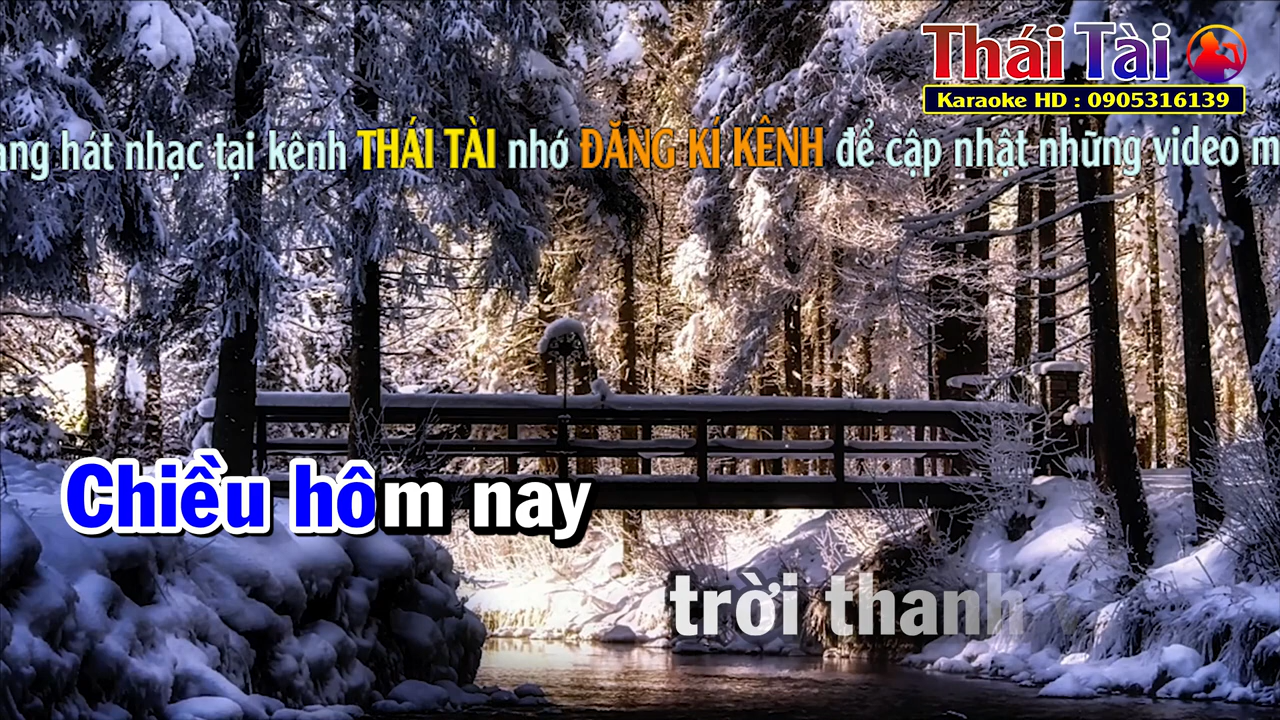 Thái Tài
Karaoke HD : 0905316139
hát nhạc tại kênh THÁI TÀI nhớ ĐĂNG KÍ KÊNH để cập nhật những video
Chiều hôm nay
trời thanh